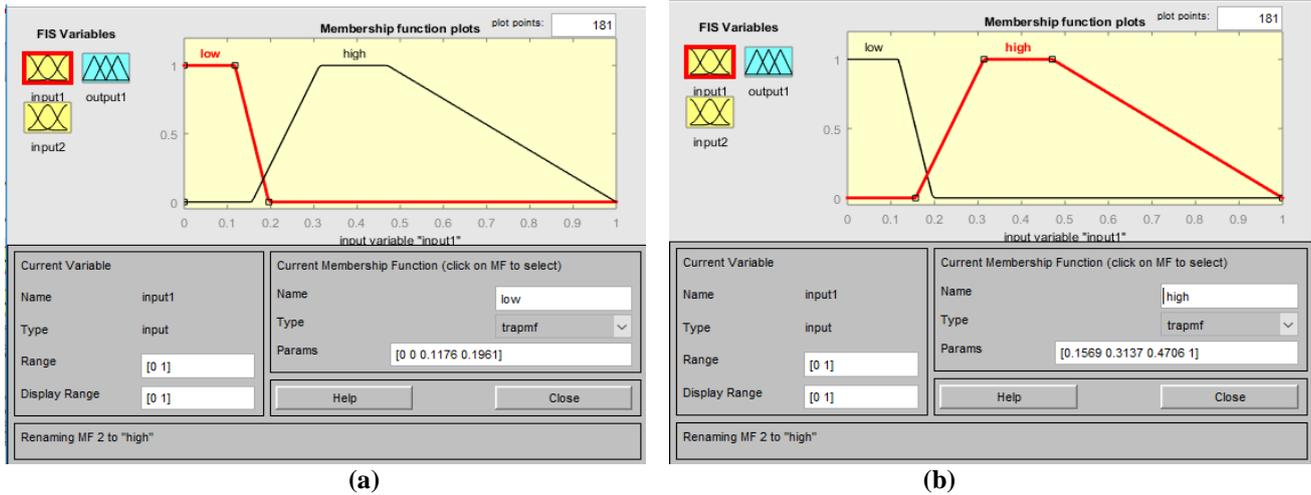 FIS Variables
Membership function plots
plot points:
181
input1
output1
input2
low
high
1
0.5
0
0
0.1
0.2
0.3
0.4
0.5
0.6
0.7
0.8
0.9
1
input variable "input1"
Current Variable
Name
input1
Type
input
Range
[0 1]
Display Range
[0 1]
Current Membership Function (click on MF to select)
Name
low
Type
trapmf
Params
[0 0 0.1176 0.1961]
Help
Close
Renaming MF 2 to "high"
(a)
FIS Variables
Membership function plots
plot points:
181
input1
output1
input2
low
high
1
0.5
0
0
0.1
0.2
0.3
0.4
0.5
0.6
0.7
0.8
0.9
1
input variable "input1"
Current Variable
Name
input1
Type
input
Range
[0 1]
Display Range
[0 1]
Current Membership Function (click on MF to select)
Name
high
Type
trapmf
Params
[0.1569 0.3137 0.4706 1]
Help
Close
Renaming MF 2 to "high"
(b)